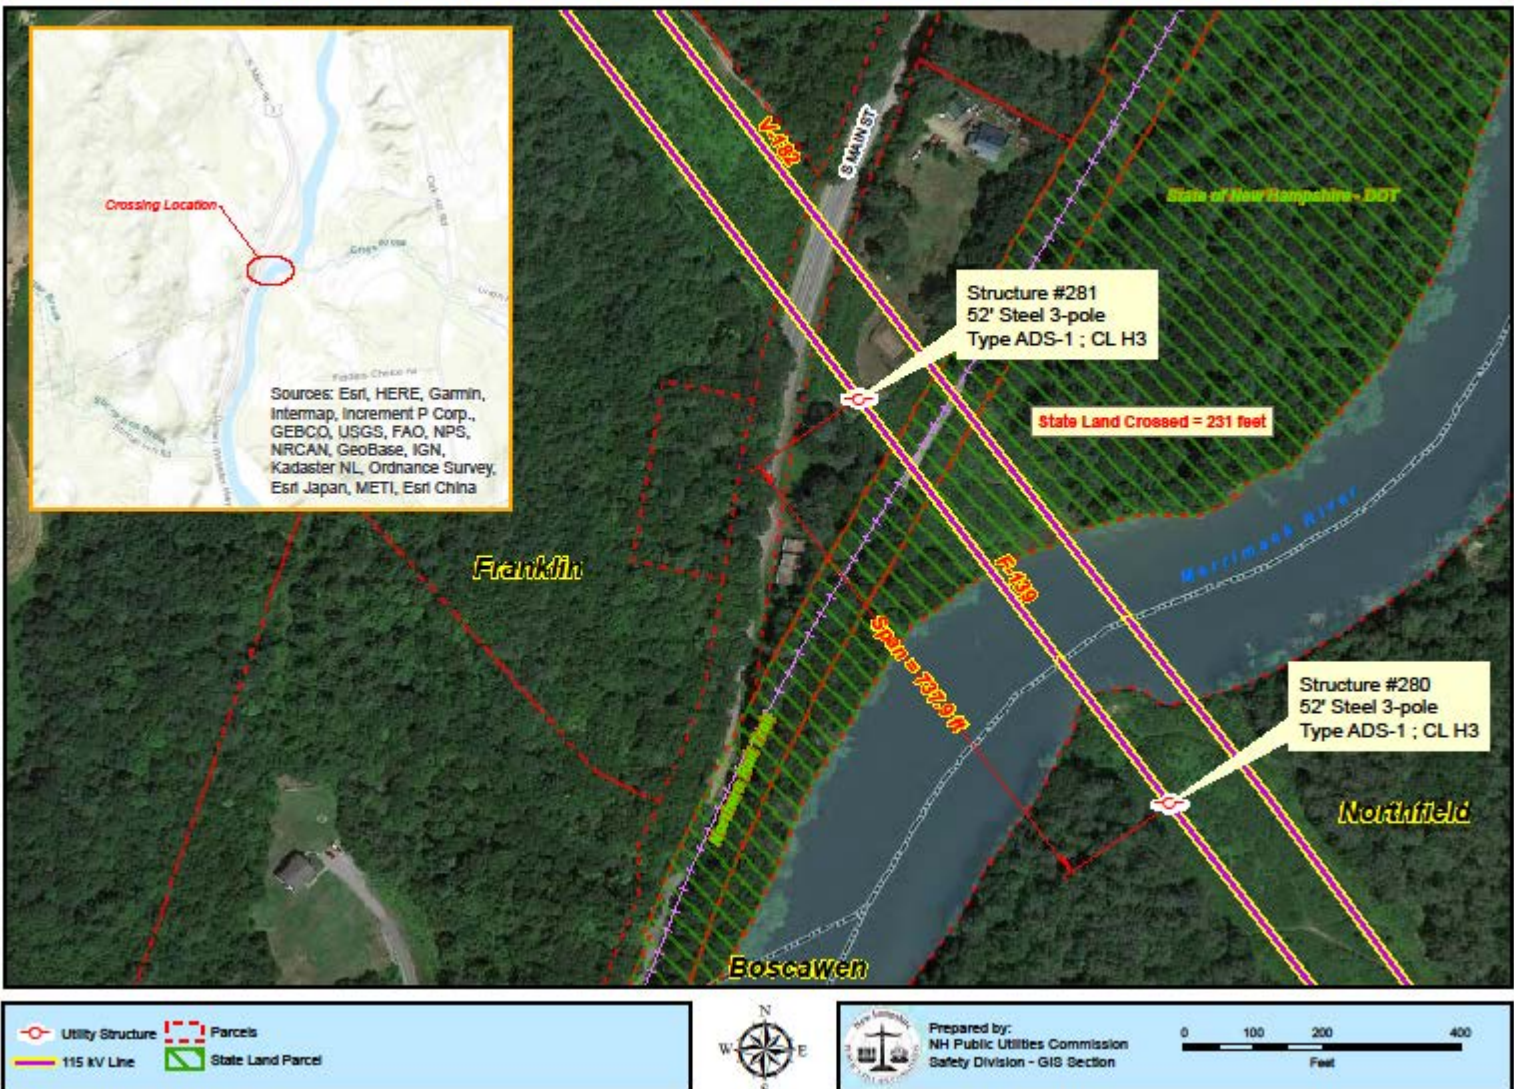 S Main St
Crossing Location
Sources: Esri, HERE, Garmin,
Intermap, Increment P Corp.,
GEBCO, USGS, FAO, NPS,
NRCAN, GeoBase, IGN,
Kadaster NL, Ordnance Survey,
Esri Japan, METI, Esri China
V-182
S MAIN ST
State of New Hampshire - DOT
Structure #281
52' Steel 3-pole
Type ADS-1 ; CL H3
State Land Crossed = 231 feet
Franklin
F-139
Merrimack River
Span = 737.9 ft
Structure #280
52' Steel 3-pole
Type ADS-1 ; CL H3
Northfield
Boscawen
Utility Structure
Parcels
115 kV Line
State Land Parcel
N
W
E
S
Prepared by:
NH Public Utilities Commission
Safety Division - GIS Section
0 100 200 400
Feet